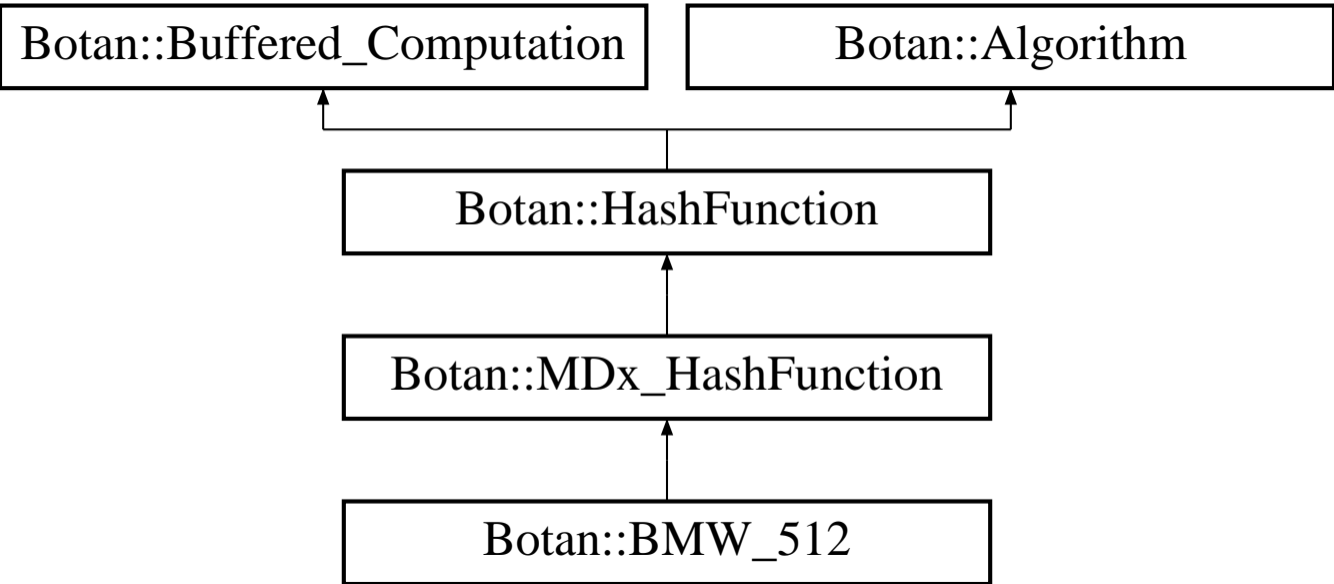 Botan::Buffered_Computation
Botan::Algorithm
Botan::HashFunction
Botan::MDx_HashFunction
Botan::BMW_512